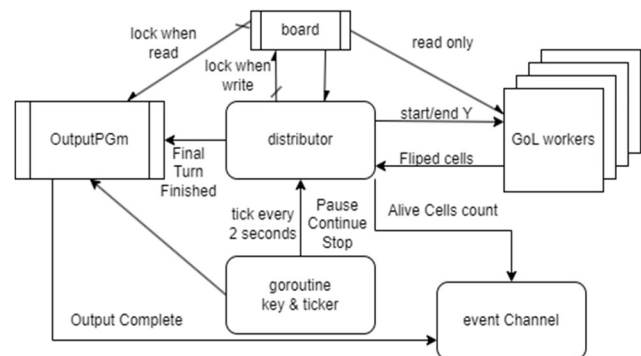 board
lock when
read
read only
lock when
write
OutputPGm
distributor
start/end Y
GoL workers
Fliped cells
Final
Turn
Finished
tick every
2 seconds
Pause
Continue
Stop
Alive Cells count
goroutine
key & ticker
Output Complete
event Channel